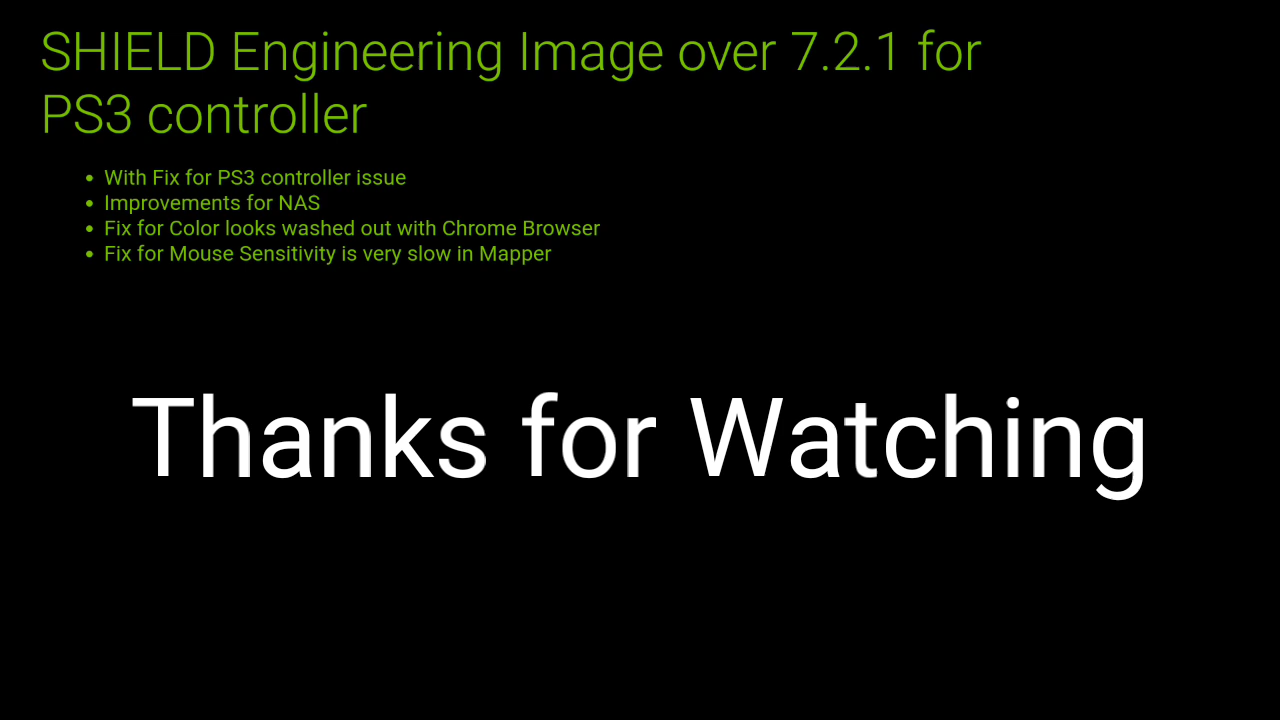 SHIELD Engineering Image over 7.2.1 for
PS3 controller
• With Fix for PS3 controller issue
• Improvements for NAS
• Fix for Color looks washed out with Chrome Browser
• Fix for Mouse Sensitivity is very slow in Mapper
Thanks for Watching